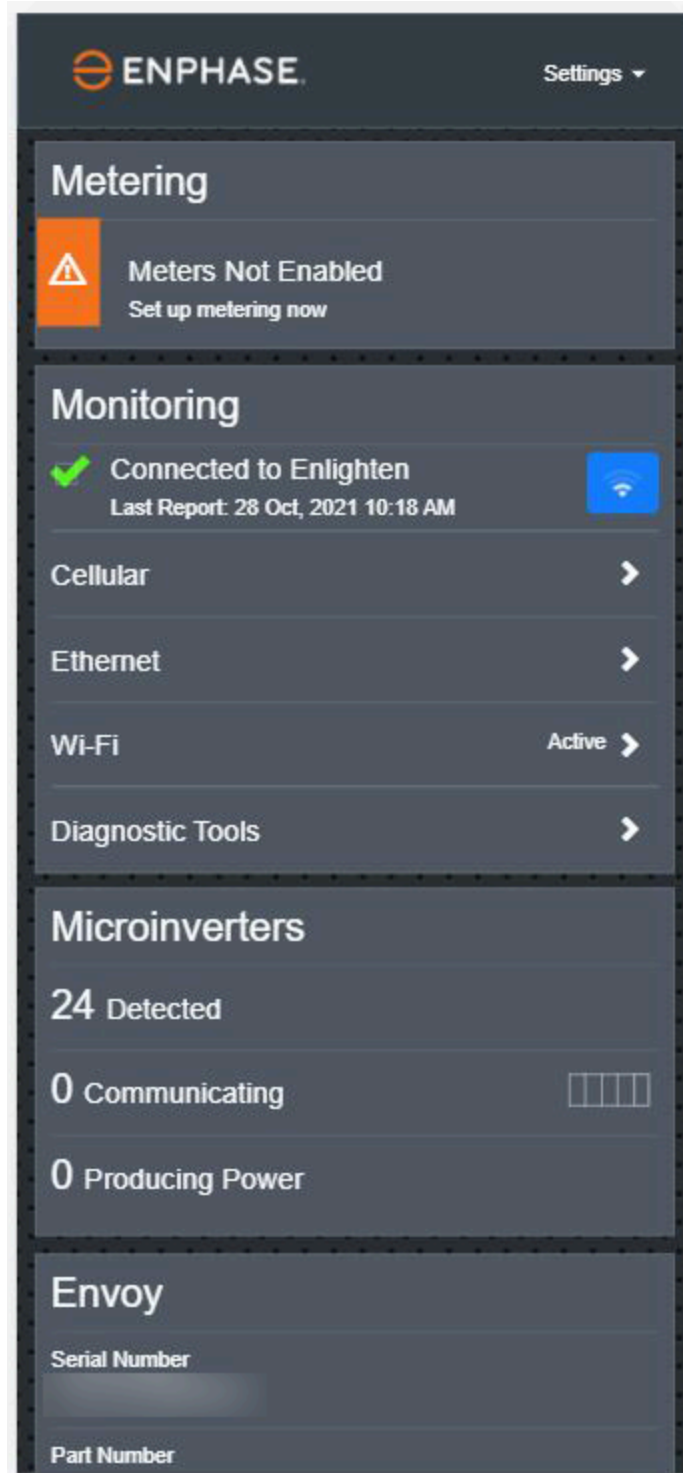 ENPHASE.
Settings
Metering
Meters Not Enabled
Set up metering now
Monitoring
Connected to Enlighten
Last Report: 28 Oct, 2021 10:18 AM
Cellular
Ethernet
Wi-Fi Active
Diagnostic Tools
Microinverters
24 Detected
0 Communicating
0 Producing Power
Envoy
Serial Number
Part Number